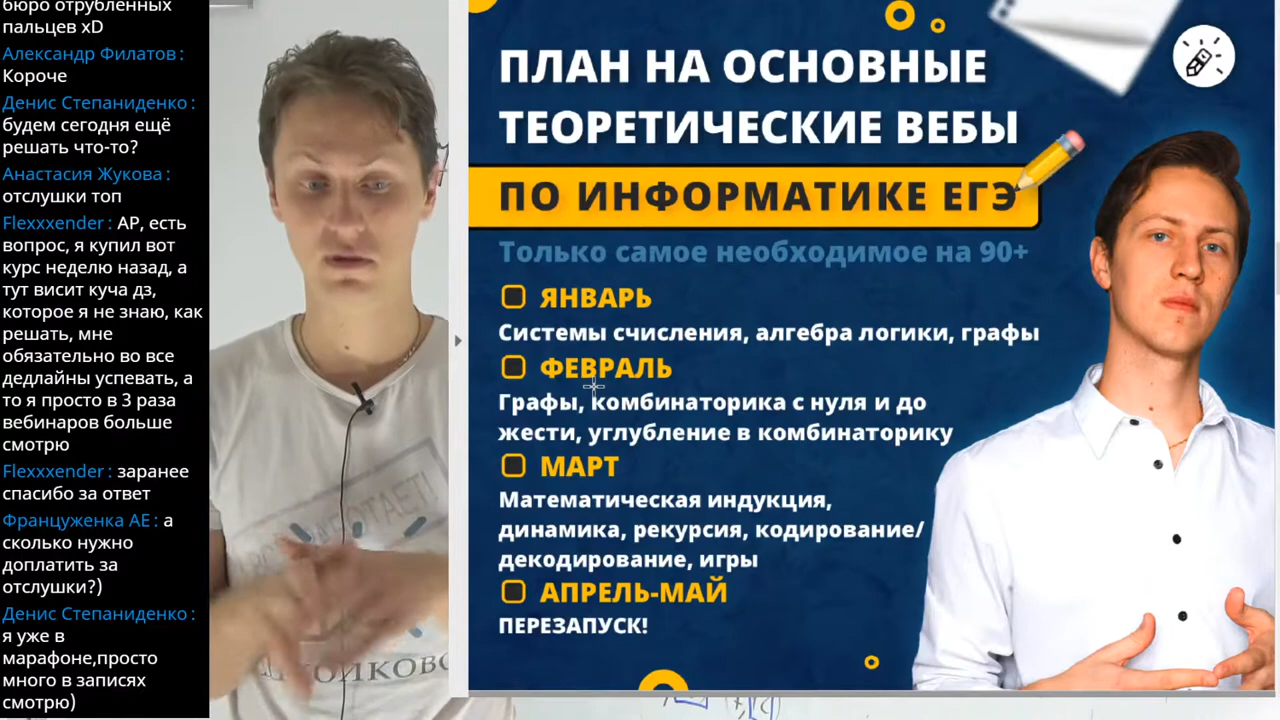 бюро отрубленных
пальцев xD
Александр Филатов :
Короче
Денис Степаниденко :
будем сегодня ещё
решать что-то?
Анастасия Жукова :
отслушки топ
Flexxxender : АР, есть
вопрос, я купил вот
курс неделю назад, а
тут висит куча дз,
которое я не знаю, как
решать, мне
обязательно во все
дедлайны успевать, а
то я просто в 3 раза
вебинаров больше
смотрю
Flexxxender : заранее
спасибо за ответ
Француженка АЕ : а
сколько нужно
доплатить за
отслушки?)
Денис Степаниденко :
я уже в
марафоне,просто
много в записях
смотрю)
ПЛАН НА ОСНОВНЫЕ
ТЕОРЕТИЧЕСКИЕ ВЕБЫ
ПО ИНФОРМАТИКЕ ЕГЭ
Только самое необходимое на 90+
ЯНВАРЬ
Системы счисления, алгебра логики, графы
ФЕВРАЛЬ
Графы, комбинаторика с нуля и до
жести, углубление в комбинаторику
МАРТ
Математическая индукция,
динамика, рекурсия, кодирование/
декодирование, игры
АПРЕЛЬ-МАЙ
ПЕРЕЗАПУСК!